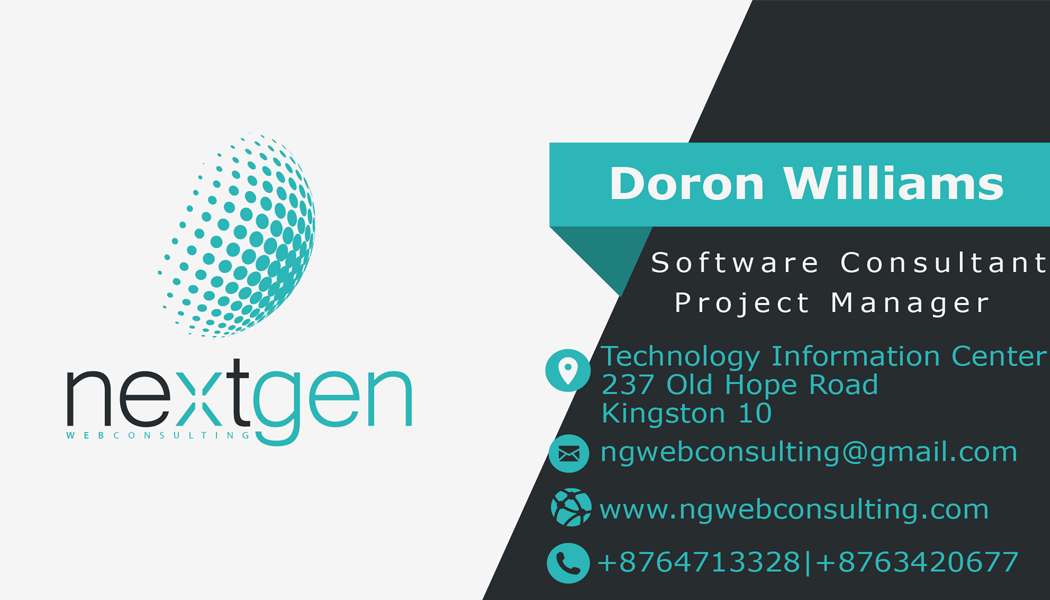 nextgen
WEBCONSULTING
Doron Williams
Software Consultant
Project Manager
Technology Information Center
237 Old Hope Road
Kingston 10
ngwebconsulting@gmail.com
www.ngwebconsulting.com
+8764713328|+8763420677